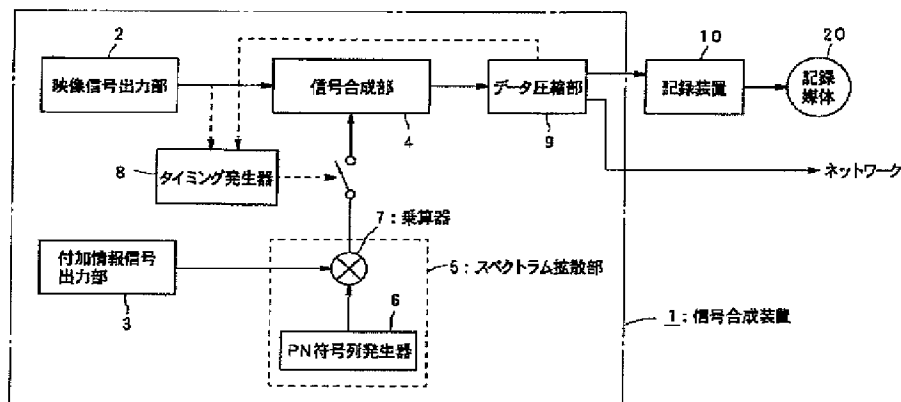 2
映像信号出力部
信号合成部
4
データ圧縮部
9
10
記録装置
20
記録
媒体
ネットワーク
8
タイミング発生器
7:乗算器
付加情報信号
出力部
3
5:スペクトラム拡散部
6
PN符号列発生器
1:信号合成装置